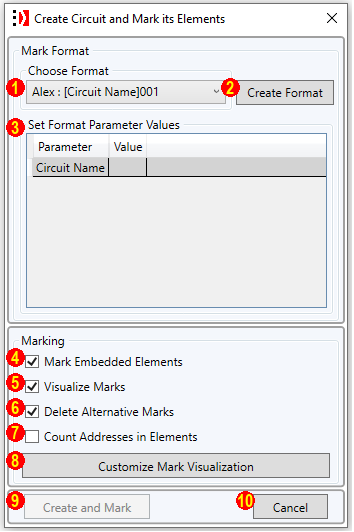 Create Circuit and Mark its Elements
Mark Format
Choose Format
1 Alex : [Circuit Name]001 2 Create Format
3 Set Format Parameter Values
Parameter Value
Circuit Name
Marking
4 Mark Embedded Elements
5 Visualize Marks
6 Delete Alternative Marks
7 Count Addresses in Elements
8 Customize Mark Visualization
9 Create and Mark 10 Cancel